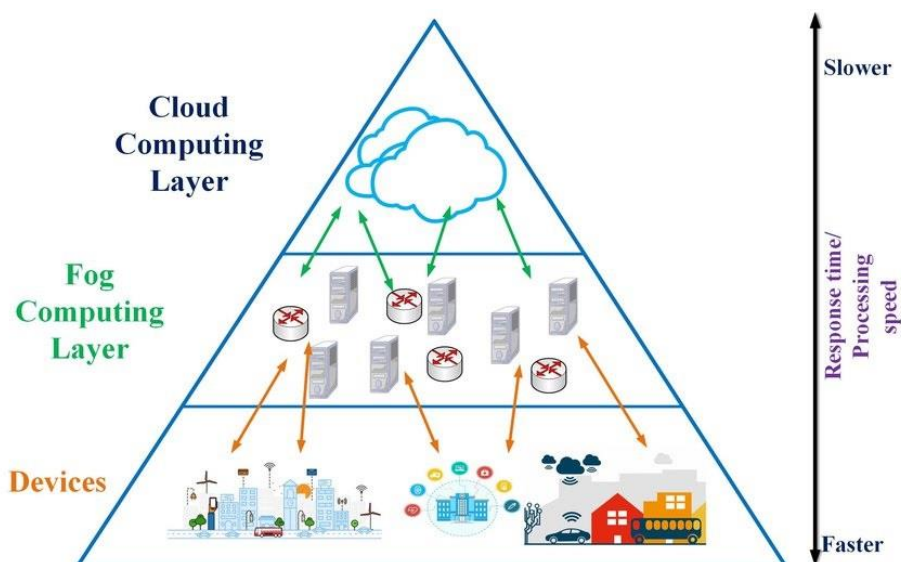 Cloud
Computing
Layer
Slower
Fog
Computing
Layer
Response time/
Processing
speed
Devices
Faster